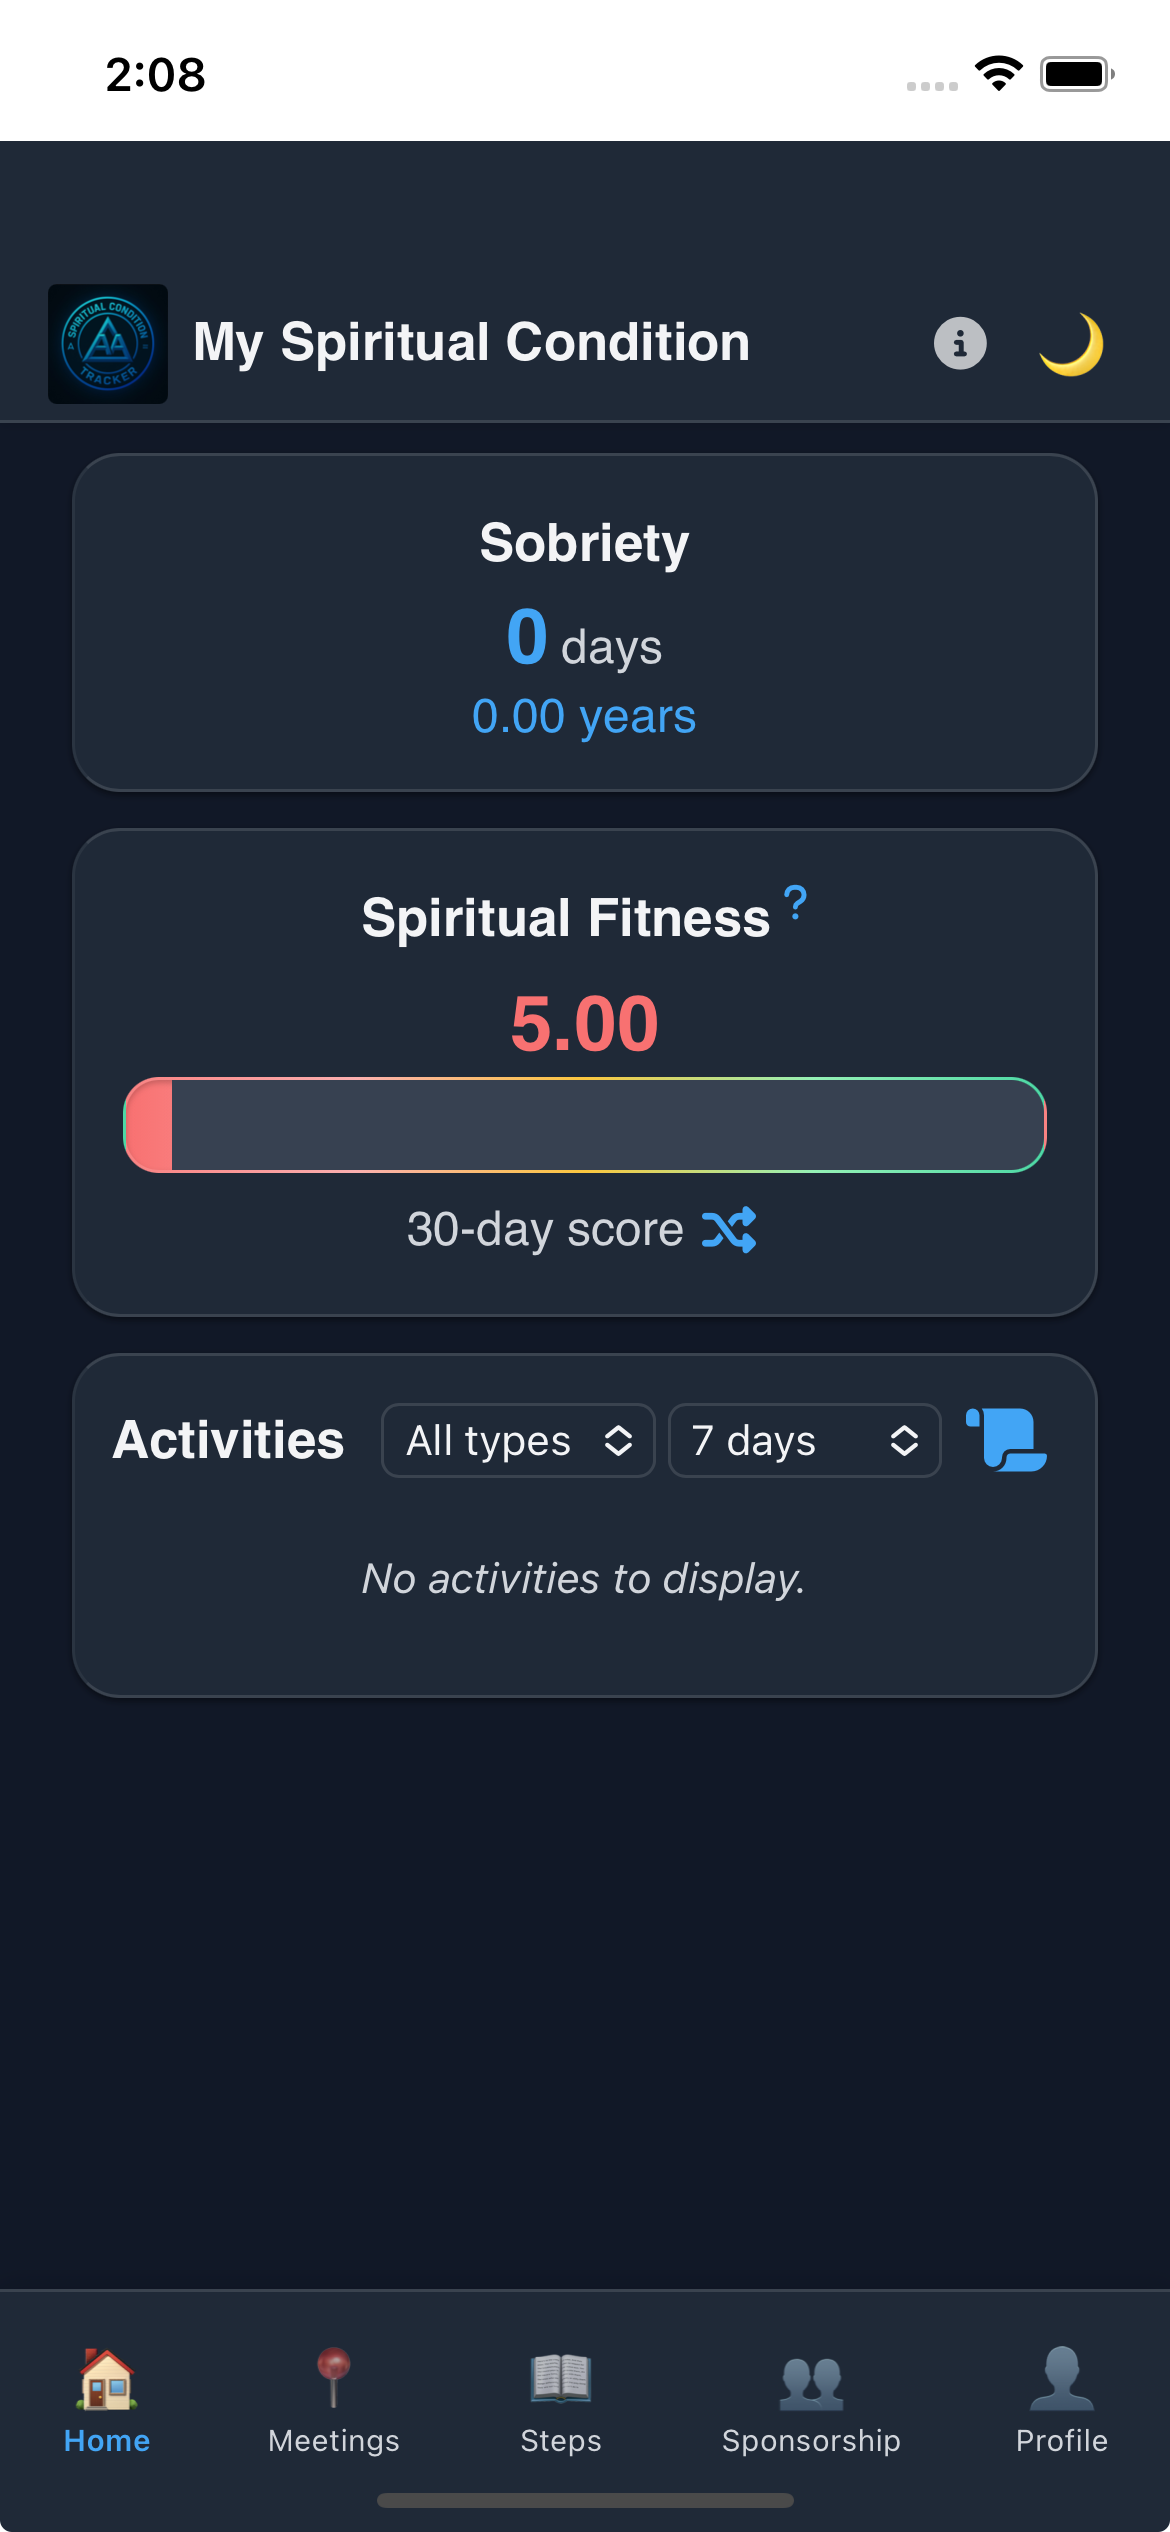 2:08
SPIRITUAL CONDITION
AA
TRACKER
My Spiritual Condition
Sobriety
0 days
0.00 years
Spiritual Fitness ?
5.00
30-day score
Activities All types 7 days
No activities to display.
Home Meetings Steps Sponsorship Profile